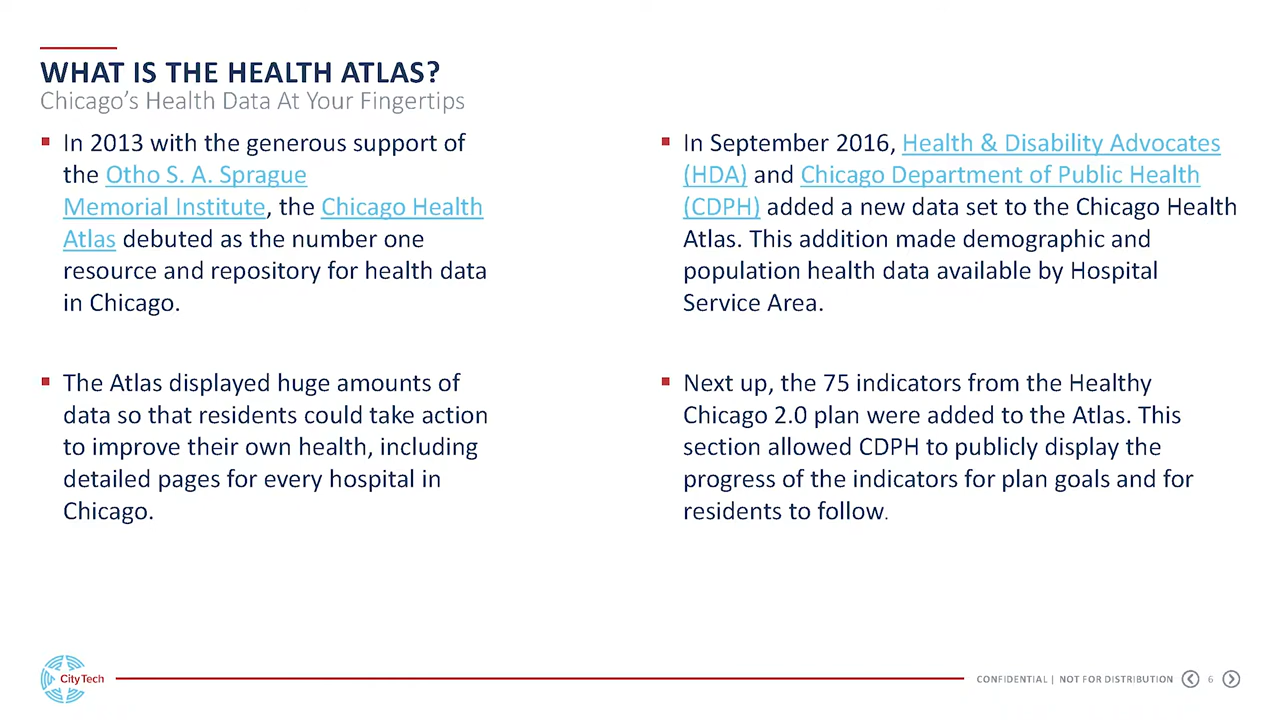 WHAT IS THE HEALTH ATLAS?
Chicago’s Health Data At Your Fingertips
▪ In 2013 with the generous support of
the Otho S. A. Sprague
Memorial Institute, the Chicago Health
Atlas debuted as the number one
resource and repository for health data
in Chicago.
▪ The Atlas displayed huge amounts of
data so that residents could take action
to improve their own health, including
detailed pages for every hospital in
Chicago.
▪ In September 2016, Health & Disability Advocates
(HDA) and Chicago Department of Public Health
(CDPH) added a new data set to the Chicago Health
Atlas. This addition made demographic and
population health data available by Hospital
Service Area.
▪ Next up, the 75 indicators from the Healthy
Chicago 2.0 plan were added to the Atlas. This
section allowed CDPH to publicly display the
progress of the indicators for plan goals and for
residents to follow.
CityTech
CONFIDENTIAL | NOT FOR DISTRIBUTION 6